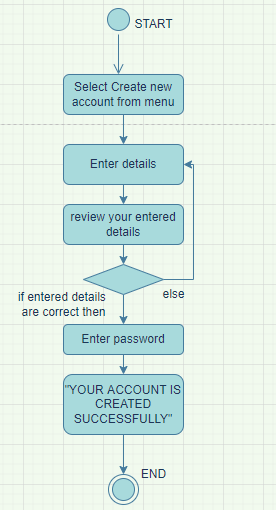 START
Select Create new
account from menu
Enter details
review your entered
details
if entered details
are correct then
else
Enter password
"YOUR ACCOUNT IS
CREATED
SUCCESSFULLY"
END